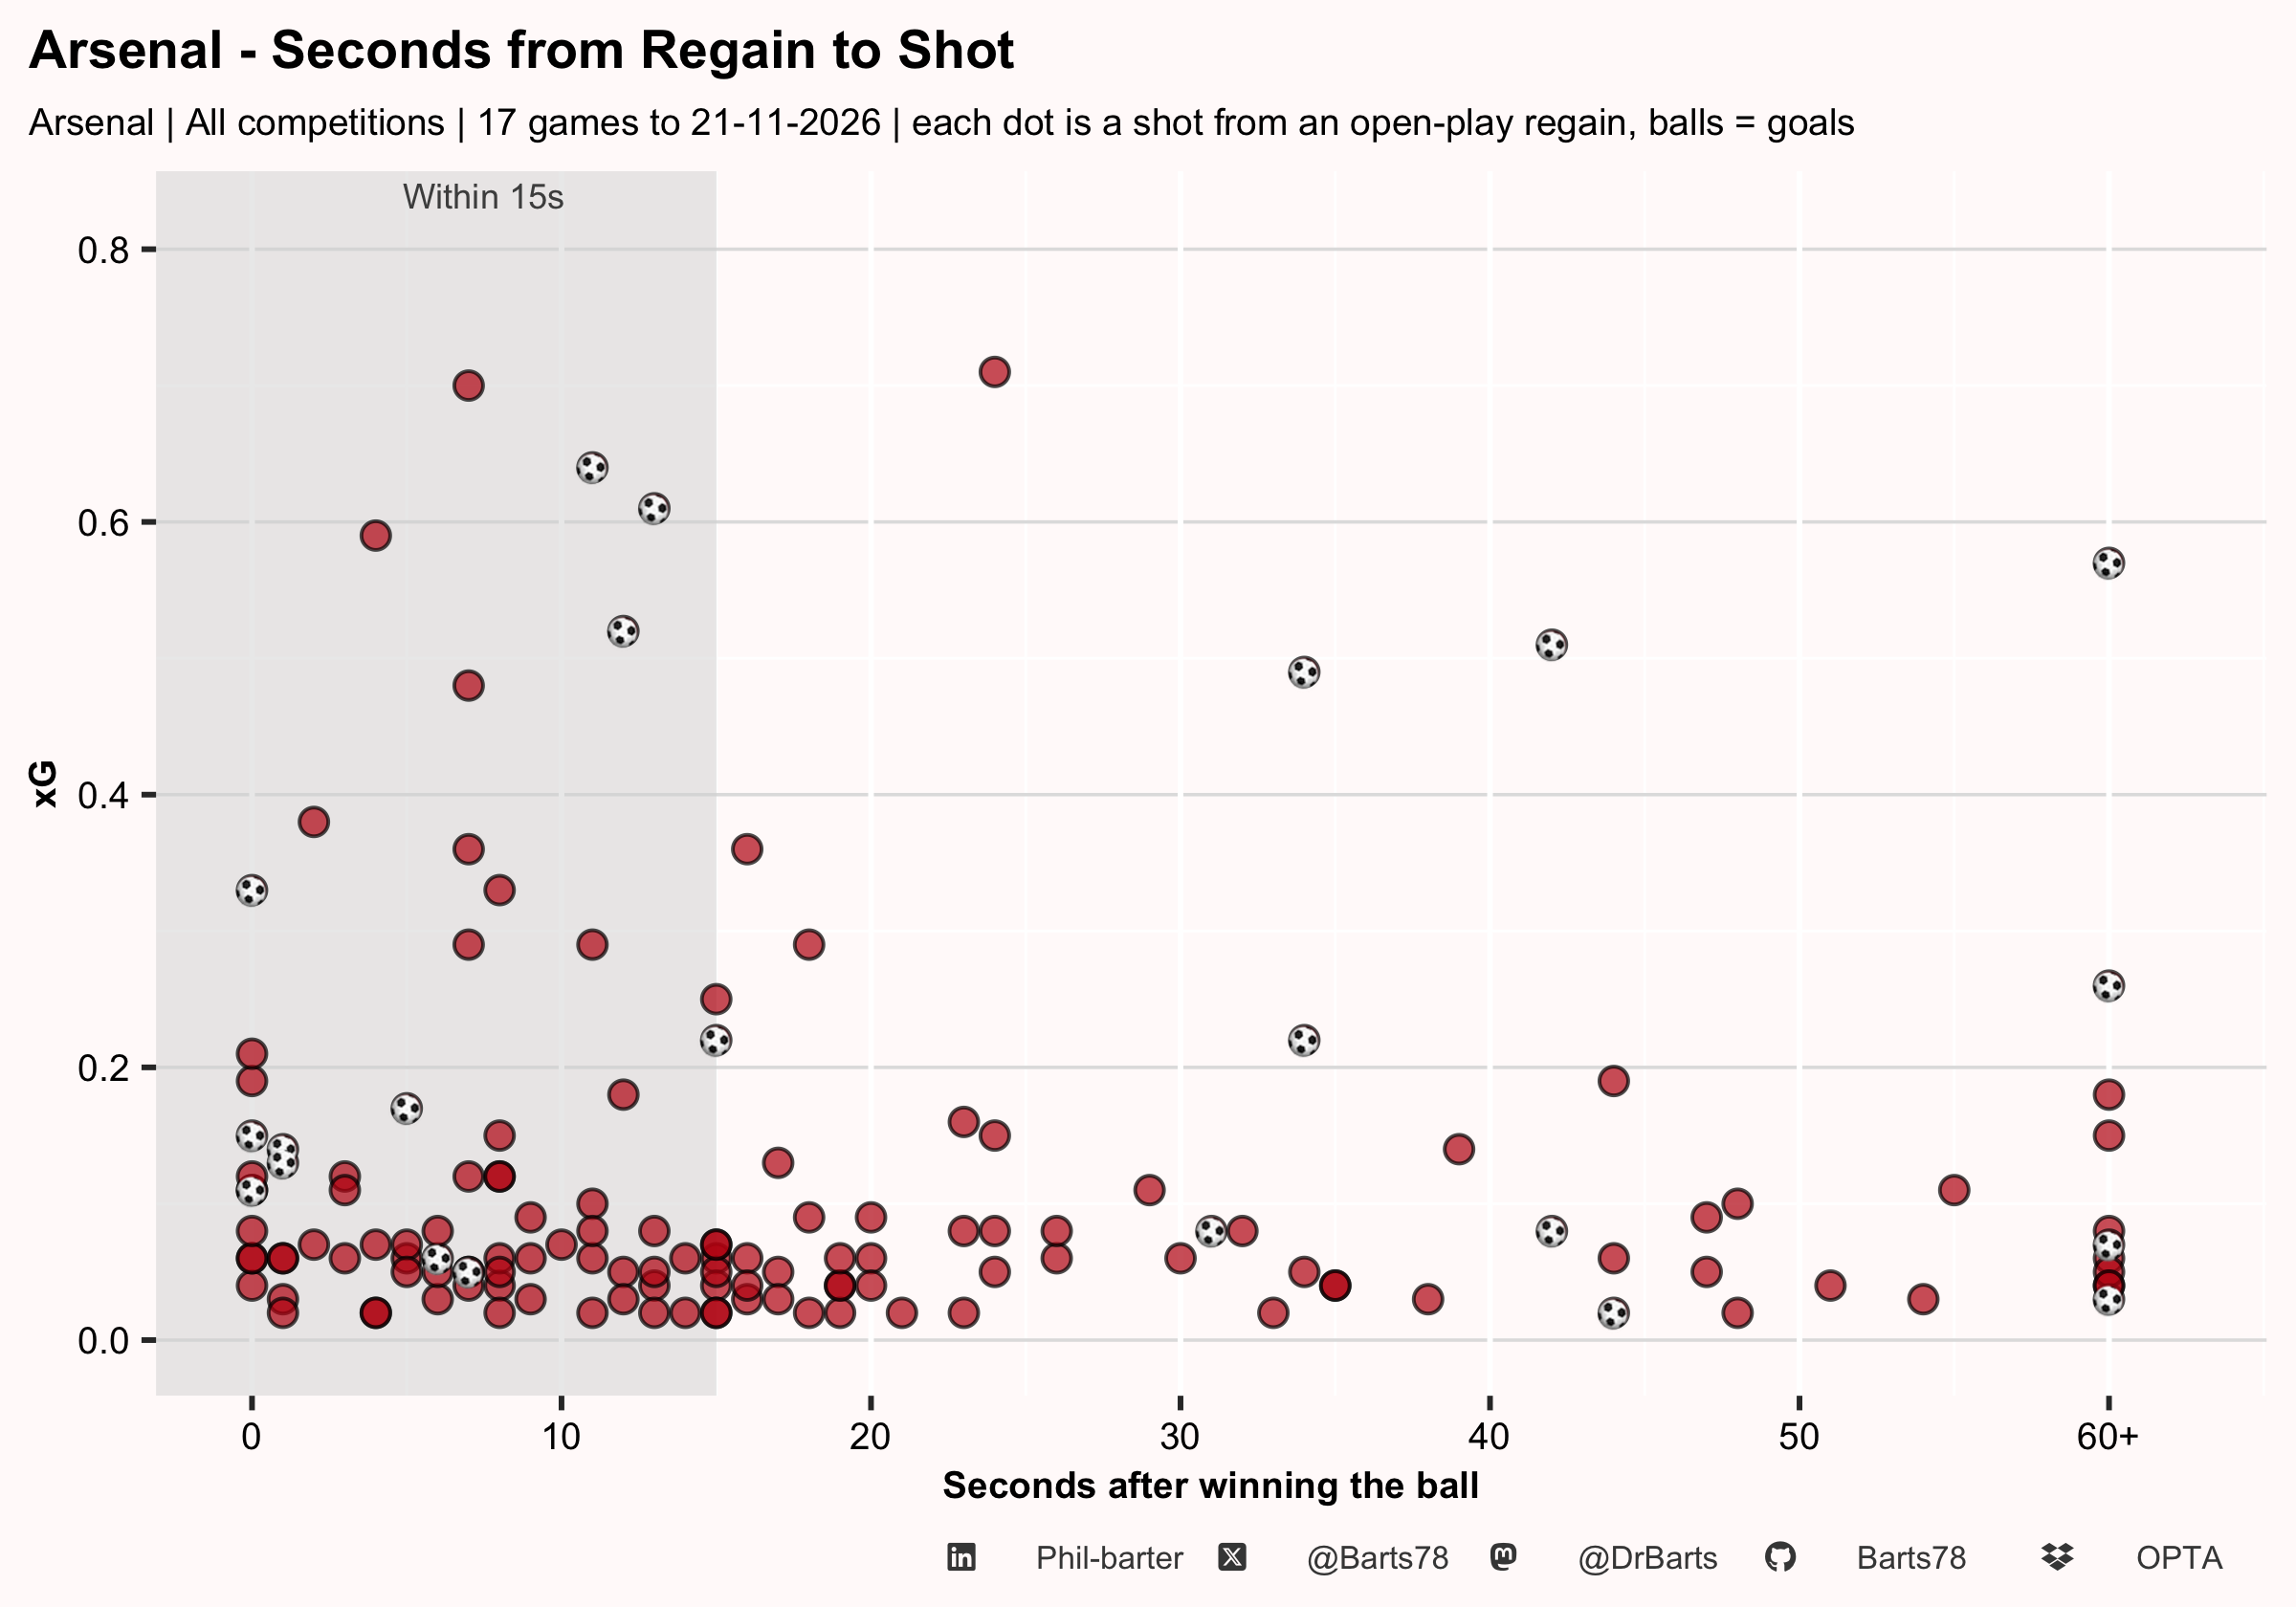 Arsenal - Seconds from Regain to Shot
Arsenal | All competitions | 17 games to 21-11-2026 | each dot is a shot from an open-play regain, balls = goals
Within 15s
xG
0.8
0.6
0.4
0.2
0.0
0 10 20 30 40 50 60+
Seconds after winning the ball
Phil-barter @Barts78 @DrBarts Barts78 OPTA